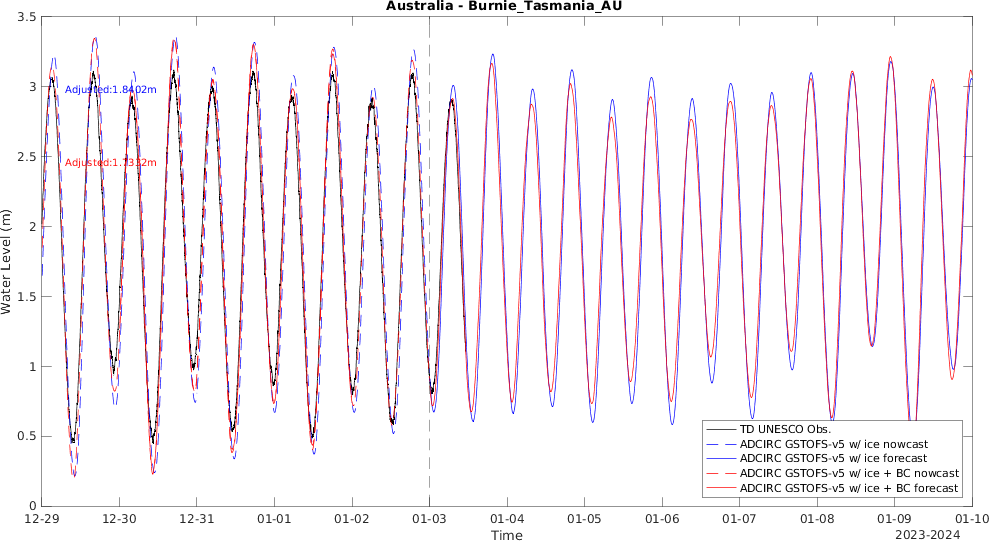 Australia - Burnie_Tasmania_AU
3.5
3
2.5
2
1.5
1
0.5
0
Water Level (m)
Adjusted:1.8402m
Adjusted:1.7332m
TD UNESCO Obs.
ADCIRC GSTOFS-v5 w/ ice nowcast
ADCIRC GSTOFS-v5 w/ ice forecast
ADCIRC GSTOFS-v5 w/ ice + BC nowcast
ADCIRC GSTOFS-v5 w/ ice + BC forecast
12-29 12-30 12-31 01-01 01-02 01-03 01-04 01-05 01-06 01-07 01-08 01-09 01-10
Time
2023-2024